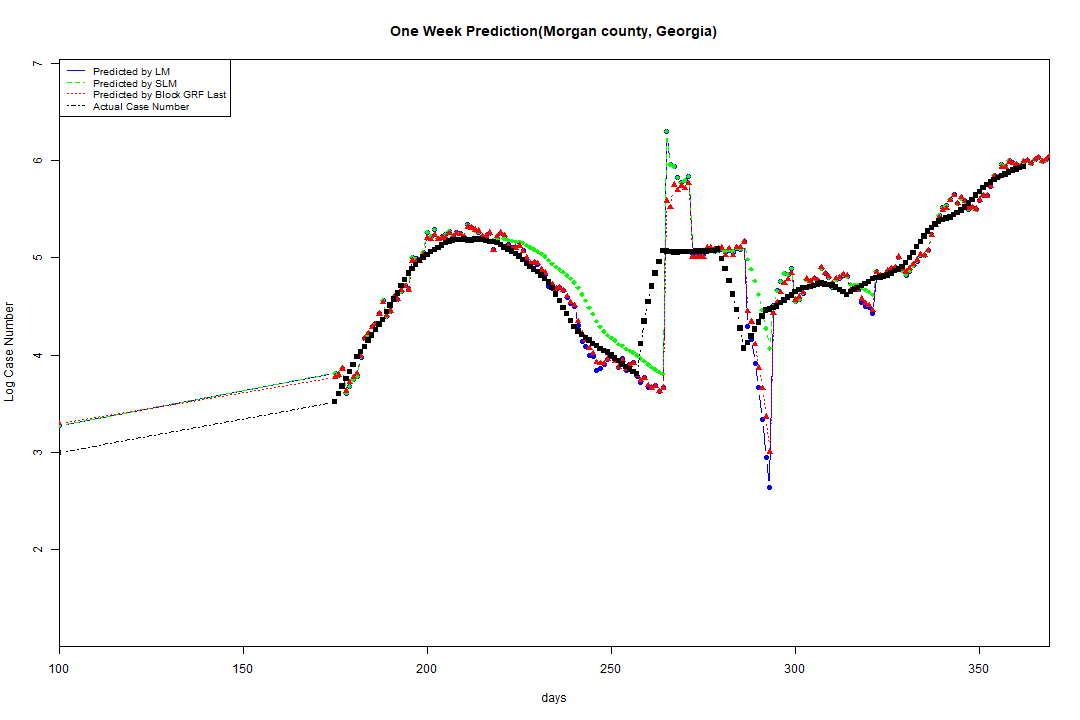 One Week Prediction(Morgan county, Georgia)
7
6
5
4
3
2
Log Case Number
Predicted by LM
Predicted by SLM
Predicted by Block GRF Last
Actual Case Number
100 150 200 250 300 350
days